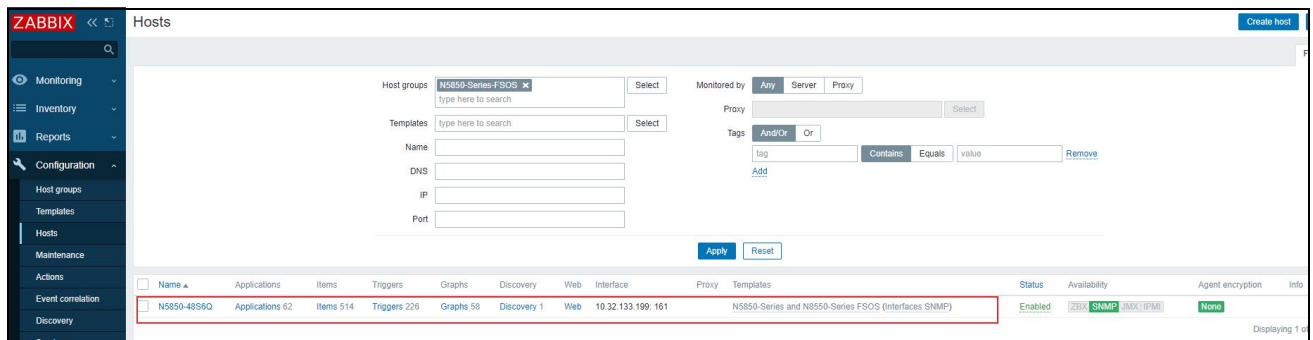 ZABBIX
Hosts
Create host
F
Monitoring
Inventory
Reports
Configuration
Host groups
Templates
Hosts
Maintenance
Actions
Event correlation
Discovery
Host groups N5850-Series-FSOS × Select
type here to search
Templates type here to search Select
Name
DNS
IP
Port
Monitored by Any Server Proxy
Proxy Select
Tags And/Or Or
tag Contains Equals value Remove
Add
Apply Reset
Name Applications Items Triggers Graphs Discovery Web Interface Proxy Templates Status Availability Agent encryption Info
N5850-48S6Q Applications 62 Items 514 Triggers 226 Graphs 58 Discovery 1 Web 10.32.133.199: 161 N5850-Series and N8550-Series FSOS (Interfaces SNMP) Enabled ZBX SNMP JMX IPMI None
Displaying 1 of